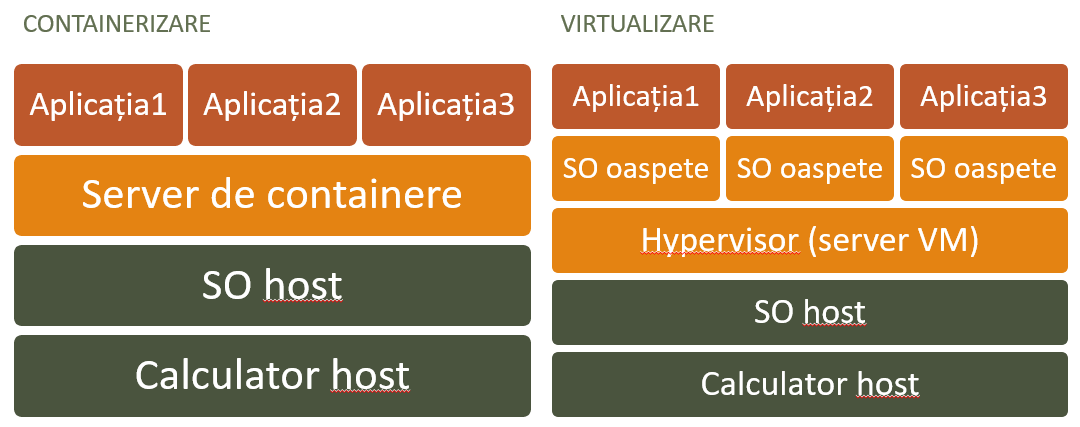 CONTAINERIZARE
Aplicația1 Aplicația2 Aplicația3
Server de containere
SO host
Calculator host
VIRTUALIZARE
Aplicația1 Aplicația2 Aplicația3
SO oaspete SO oaspete SO oaspete
Hypervisor (server VM)
SO host
Calculator host